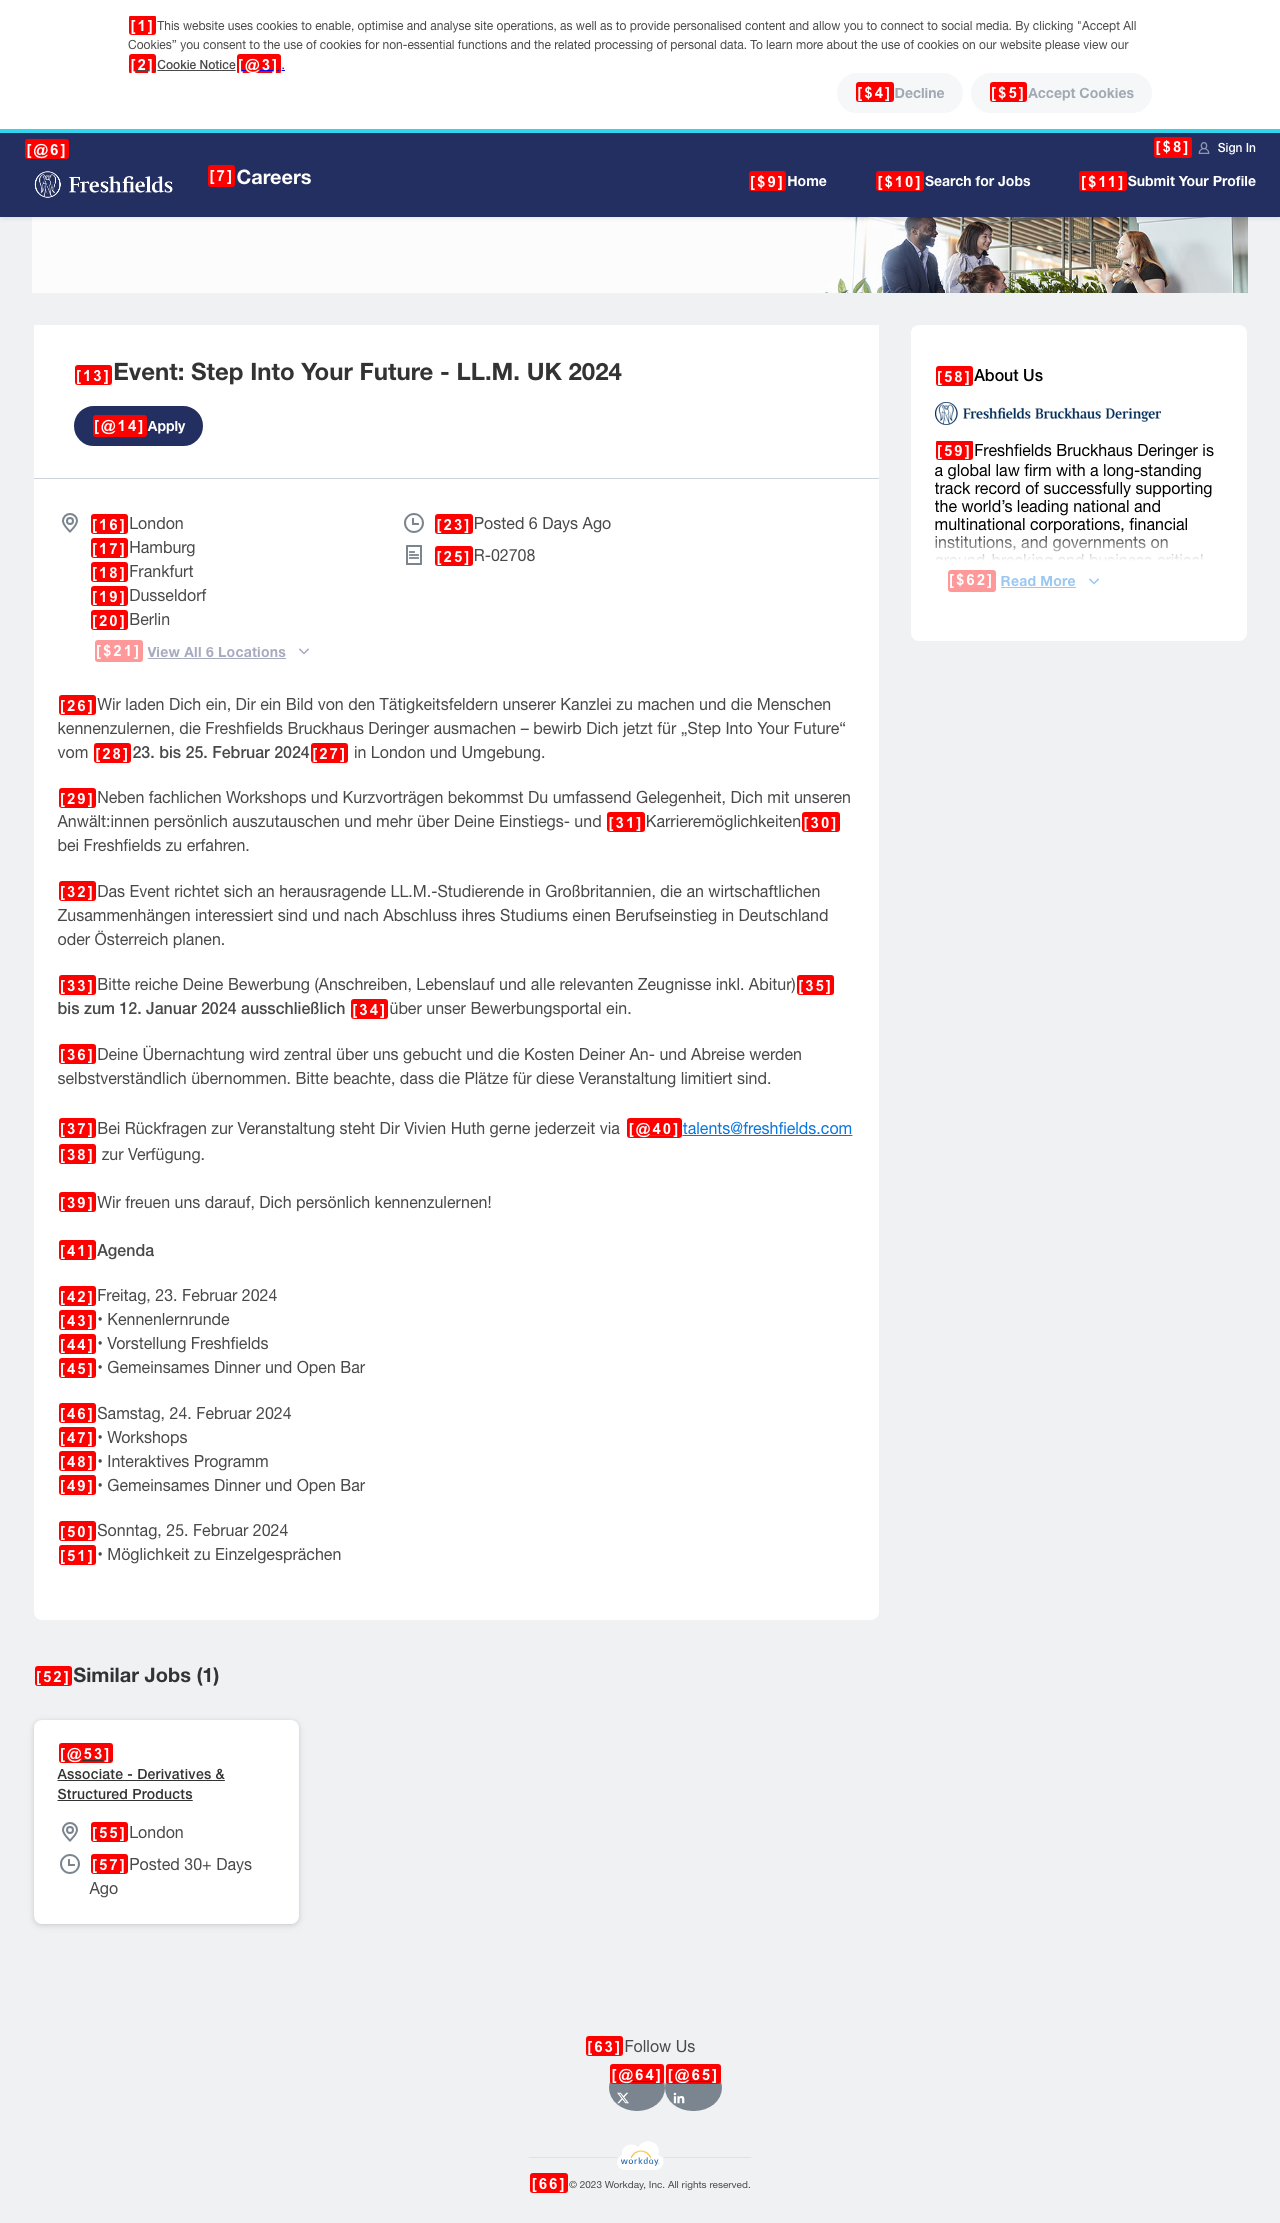 [1]This website uses cookies to enable, optimise and analyse site operations, as well as to provide personalised content and allow you to connect to social media. By clicking "Accept All
Cookies” you consent to the use of cookies for non-essential functions and the related processing of personal data. To learn more about the use of cookies on our website please view our
[2]Cookie Notice[@3].
[$4]Decline
[$5]Accept Cookies
[@6]
[$8] Sign In
Freshfields
[7]Careers
[$9]Home
[$10]Search for Jobs
[$11]Submit Your Profile
[13]Event: Step Into Your Future - LL.M. UK 2024
[@14]Apply
[16]London
[17]Hamburg
[18]Frankfurt
[19]Dusseldorf
[20]Berlin
[$21] View All 6 Locations
[23]Posted 6 Days Ago
[25]R-02708
[26]Wir laden Dich ein, Dir ein Bild von den Tätigkeitsfeldern unserer Kanzlei zu machen und die Menschen
kennenzulernen, die Freshfields Bruckhaus Deringer ausmachen – bewirb Dich jetzt für „Step Into Your Future“
vom [28]23. bis 25. Februar 2024[27] in London und Umgebung.
[29]Neben fachlichen Workshops und Kurzvorträgen bekommst Du umfassend Gelegenheit, Dich mit unseren
Anwält:innen persönlich auszutauschen und mehr über Deine Einstiegs- und [31]Karrieremöglichkeiten[30]
bei Freshfields zu erfahren.
[32]Das Event richtet sich an herausragende LL.M.-Studierende in Großbritannien, die an wirtschaftlichen
Zusammenhängen interessiert sind und nach Abschluss ihres Studiums einen Berufseinstieg in Deutschland
oder Österreich planen.
[33]Bitte reiche Deine Bewerbung (Anschreiben, Lebenslauf und alle relevanten Zeugnisse inkl. Abitur)[35]
bis zum 12. Januar 2024 ausschließlich [34]über unser Bewerbungsportal ein.
[36]Deine Übernachtung wird zentral über uns gebucht und die Kosten Deiner An- und Abreise werden
selbstverständlich übernommen. Bitte beachte, dass die Plätze für diese Veranstaltung limitiert sind.
[37]Bei Rückfragen zur Veranstaltung steht Dir Vivien Huth gerne jederzeit via [@40]talents@freshfields.com
[38] zur Verfügung.
[39]Wir freuen uns darauf, Dich persönlich kennenzulernen!
[41]Agenda
[42]Freitag, 23. Februar 2024
[43]• Kennenlernrunde
[44]• Vorstellung Freshfields
[45]• Gemeinsames Dinner und Open Bar
[46]Samstag, 24. Februar 2024
[47]• Workshops
[48]• Interaktives Programm
[49]• Gemeinsames Dinner und Open Bar
[50]Sonntag, 25. Februar 2024
[51]• Möglichkeit zu Einzelgesprächen
[58]About Us
Freshfields Bruckhaus Deringer
[59]Freshfields Bruckhaus Deringer is
a global law firm with a long-standing
track record of successfully supporting
the world’s leading national and
multinational corporations, financial
institutions, and governments on
ground-breaking and business-critical
[$62] Read More
[52]Similar Jobs (1)
[@53]
Associate - Derivatives &
Structured Products
[55]London
[57]Posted 30+ Days
Ago
[63]Follow Us
[@64][@65]
workday
[66]© 2023 Workday, Inc. All rights reserved.